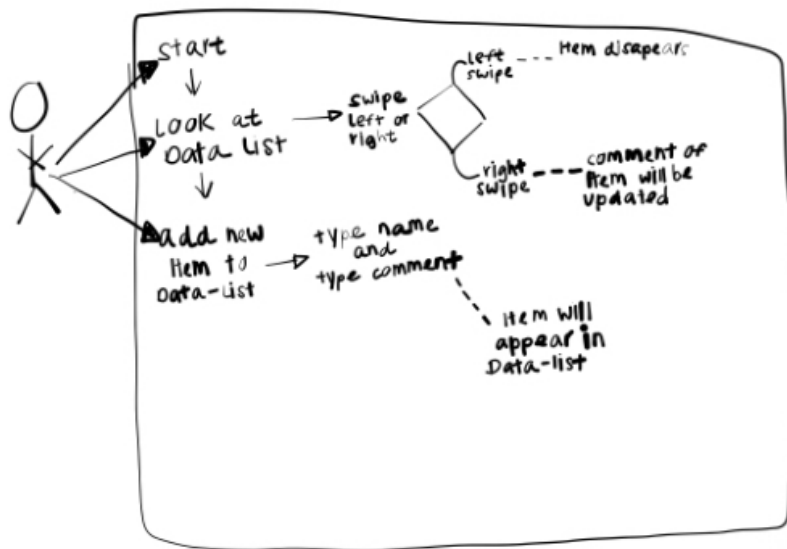 start
Look at
Data List
swipe
left or
right
left
swipe
Item disapears
right
swipe
comment of
Item will be
updated
add new
Item to
Data-List
type name
and
type comment
Item will
appear in
Data-list